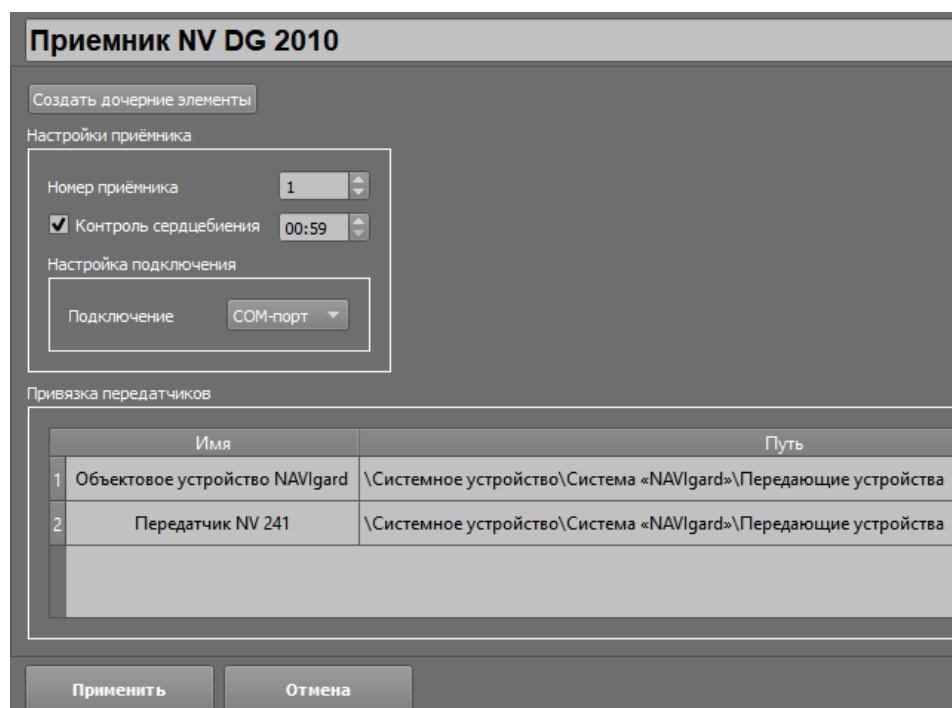 Приемник NV DG 2010
Создать дочерние элементы
Настройки приёмника
Номер приёмника 1
Контроль сердцебиения 00:59
Настройка подключения
Подключение COM-порт
Привязка передатчиков
Имя Путь
1 Объектовое устройство NAVIgard \Системное устройство\Система «NAVIgard»\Передающие устройства
2 Передатчик NV 241 \Системное устройство\Система «NAVIgard»\Передающие устройства
Применить Отмена